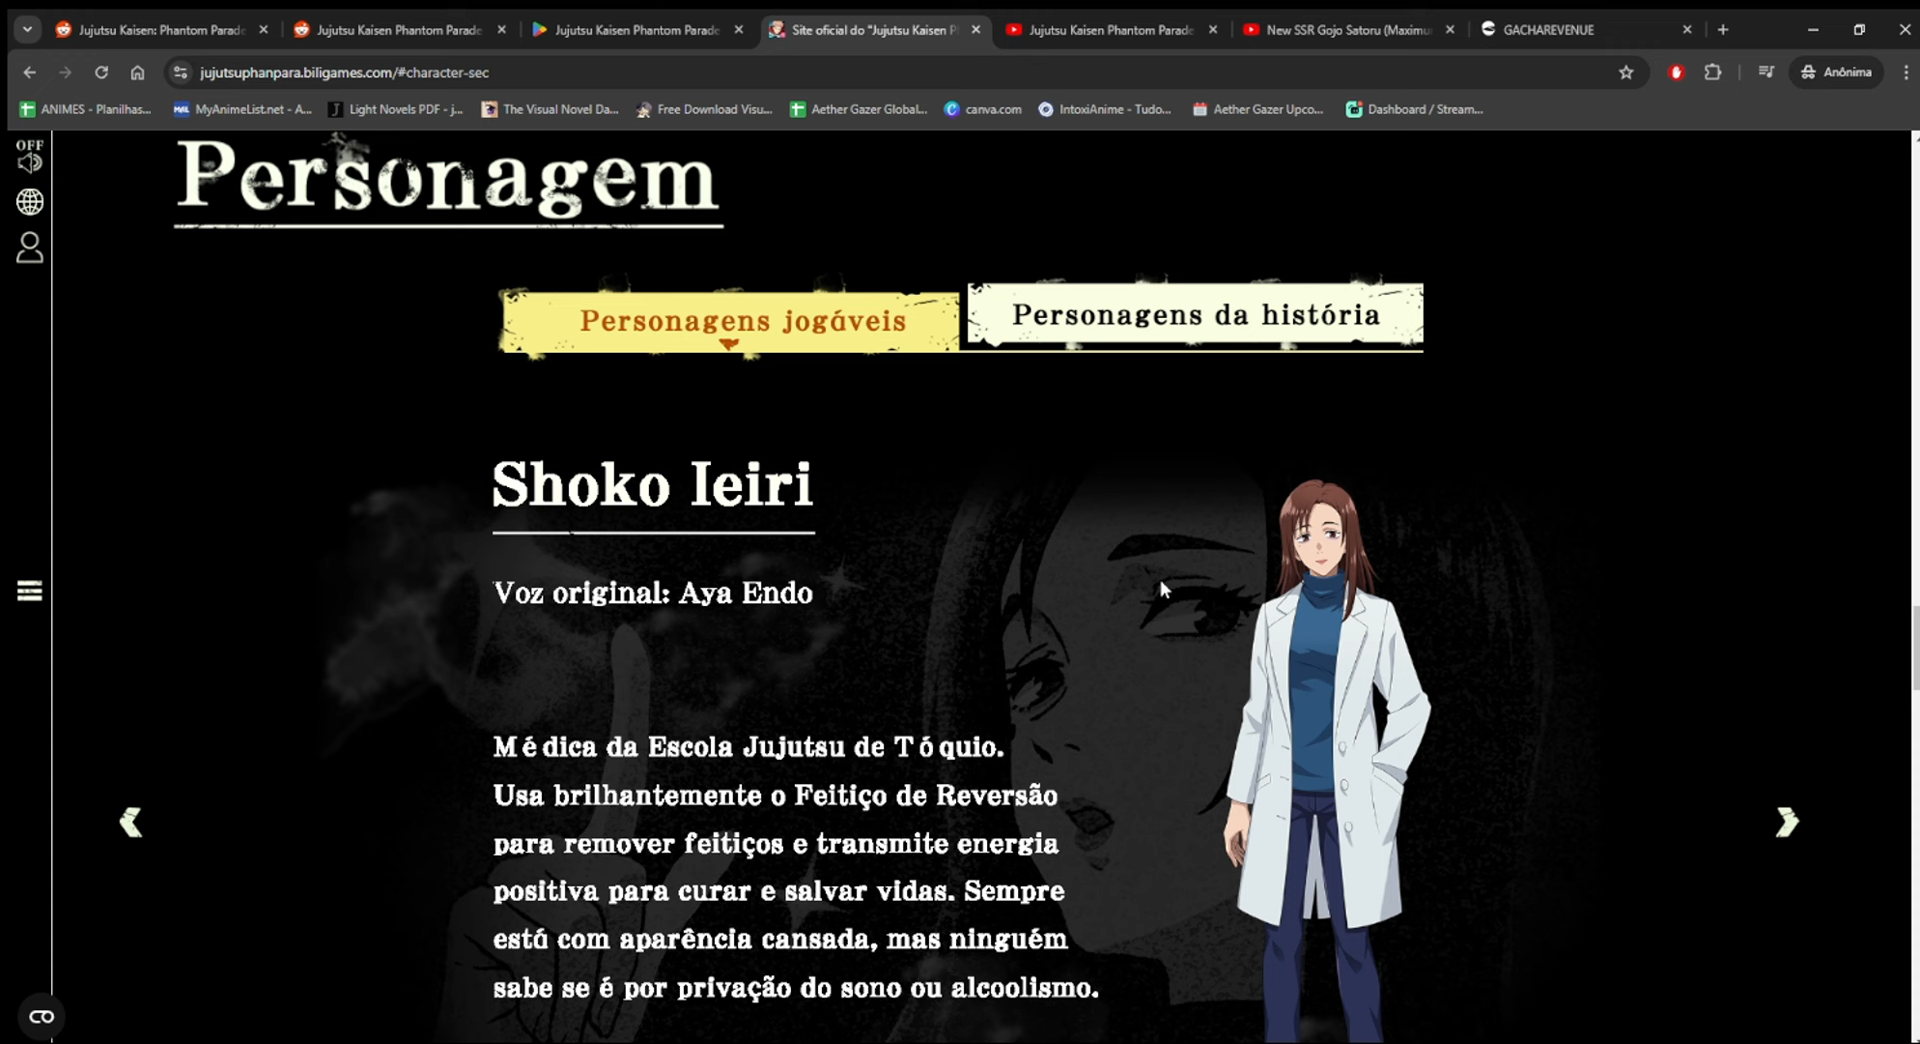 Jujutsu Kaisen: Phantom Parade
Jujutsu Kaisen Phantom Parade
Jujutsu Kaisen Phantom Parade
Site oficial do "Jujutsu Kaisen P
Jujutsu Kaisen Phantom Parade
New SSR Gojo Satoru (Maximu
GACHAREVENUE
jujutsuphanpara.biligames.com/#character-sec
Anônima
ANIMES - Planilhas...
MAL
MyAnimeList.net - A...
Light Novels PDF - j...
The Visual Novel Da...
Free Download Visu...
Aether Gazer Global...
canva.com
IntoxiAnime - Tudo...
Aether Gazer Upco...
Dashboard / Stream...
OFF
Personagem
Personagens jogáveis
Personagens da história
Shoko Ieiri
Voz original: Aya Endo
Médica da Escola Jujutsu de Tóquio.
Usa brilhantemente o Feitiço de Reversão
para remover feitiços e transmite energia
positiva para curar e salvar vidas. Sempre
está com aparência cansada, mas ninguém
sabe se é por privação do sono ou alcoolismo.